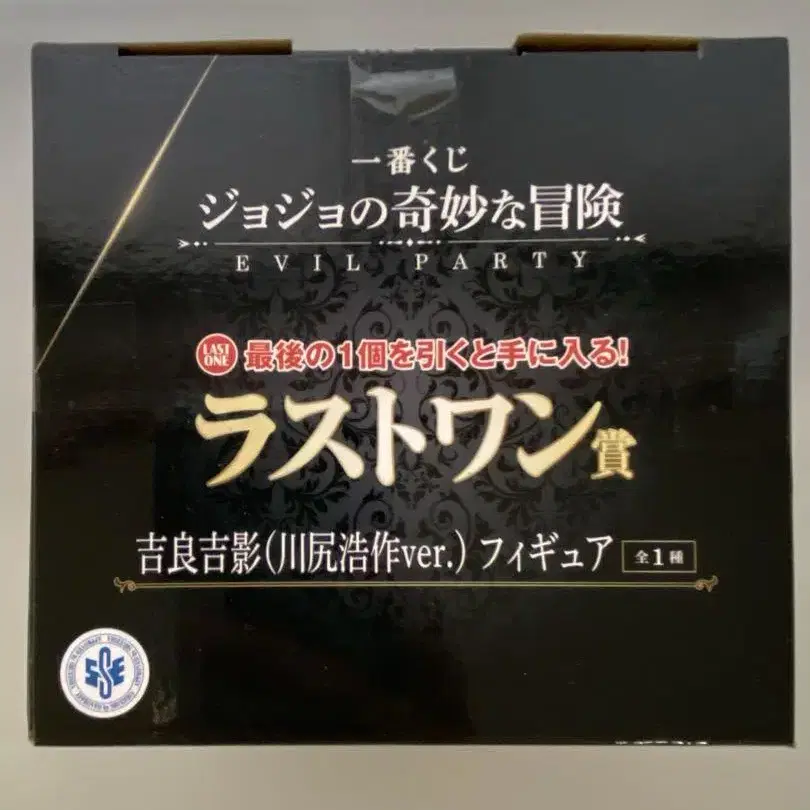 一番くじ
ジョジョの奇妙な冒険
EVIL PARTY
LAST ONE 最後の1個を引くと手に入る!
ラストワン賞
吉良吉影(川尻浩作ver.) フィギュア 全1種